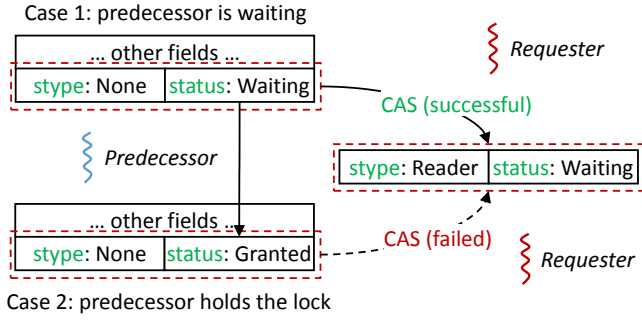 Case 1: predecessor is waiting
... other fields ...
stype: None status: Waiting
Requester
CAS (successful)
Predecessor
stype: Reader status: Waiting
... other fields ...
stype: None status: Granted
CAS (failed)
Requester
Case 2: predecessor holds the lock